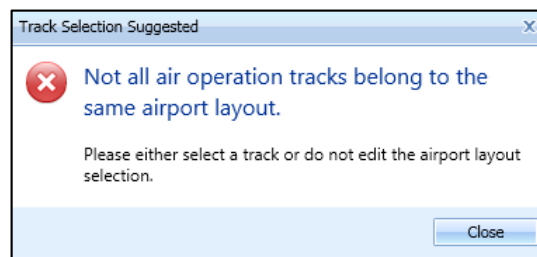 Track Selection Suggested
Not all air operation tracks belong to the
same airport layout.
Please either select a track or do not edit the airport layout
selection.
Close